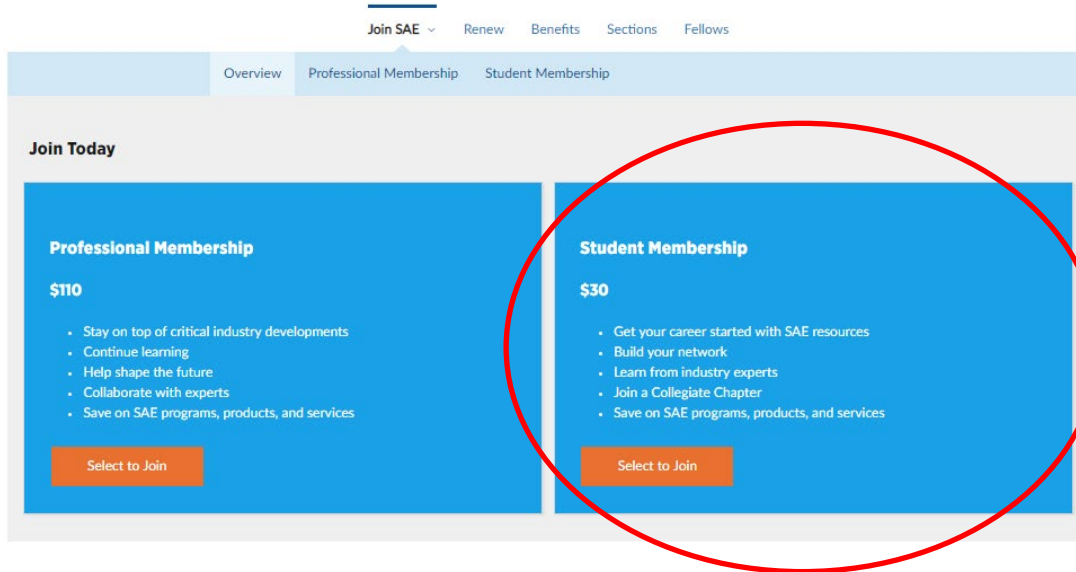 Join SAE Renew Benefits Sections Fellows
Overview Professional Membership Student Membership
Join Today
Professional Membership
$110
• Stay on top of critical industry developments
• Continue learning
• Help shape the future
• Collaborate with experts
• Save on SAE programs, products, and services
Select to Join
Student Membership
$30
• Get your career started with SAE resources
• Build your network
• Learn from industry experts
• Join a Collegiate Chapter
• Save on SAE programs, products, and services
Select to Join